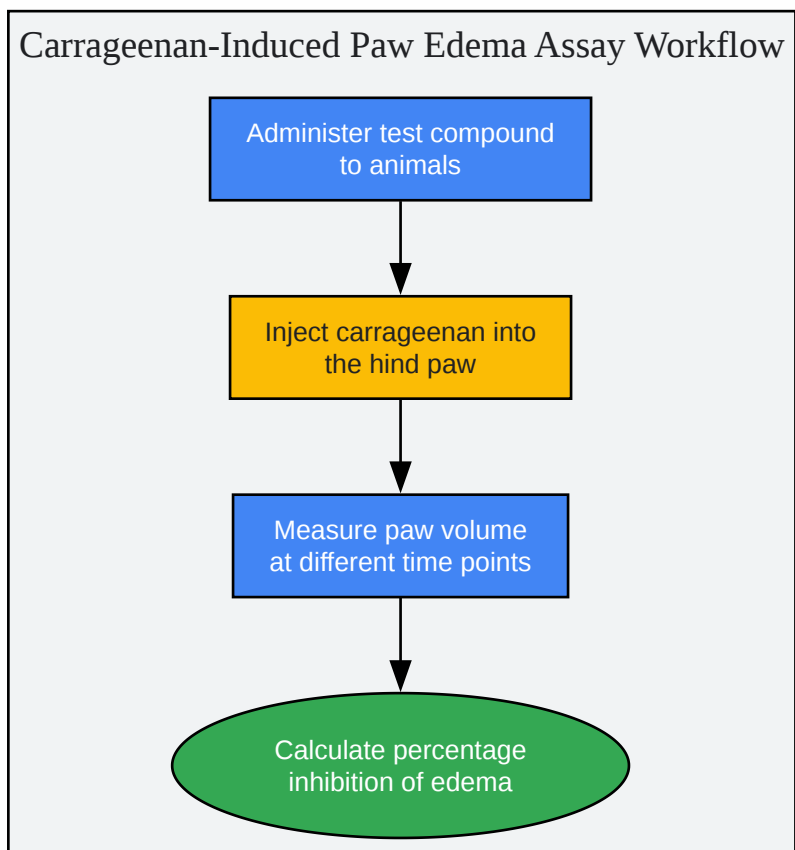 Carrageenan-Induced Paw Edema Assay Workflow
Administer test compound
to animals
Inject carrageenan into
the hind paw
Measure paw volume
at different time points
Calculate percentage
inhibition of edema